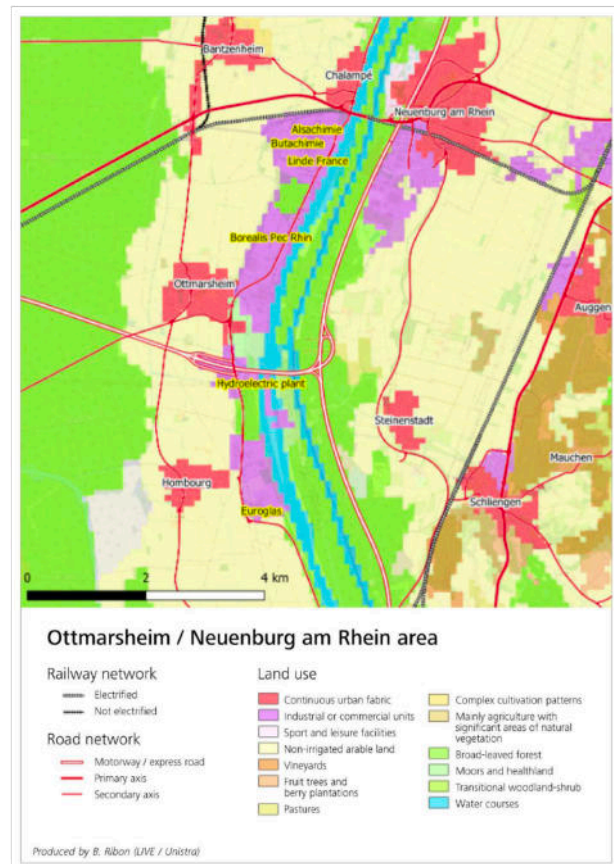 Bantzenheim
Chalampé
Neuenburg am Rhein
Alsachimie
Butachimie
Linde France
Borealis Pec Rhin
Ottmarsheim
Auggen
Hydroelectric plant
Steinenstadt
Mauchen
Hombourg
Schliengen
Euroglas
0 2 4 km
Ottmarsheim / Neuenburg am Rhein area
Railway network
Electrified
Not electrified
Road network
Motorway / express road
Primary axis
Secondary axis
Land use
Continuous urban fabric
Industrial or commercial units
Sport and leisure facilities
Non-irrigated arable land
Vineyards
Fruit trees and
berry plantations
Pastures
Complex cultivation patterns
Mainly agriculture with
significant areas of natural
vegetation
Broad-leaved forest
Moors and healthland
Transitional woodland-shrub
Water courses
Produced by B. Ribon (LIVE / Unistra)